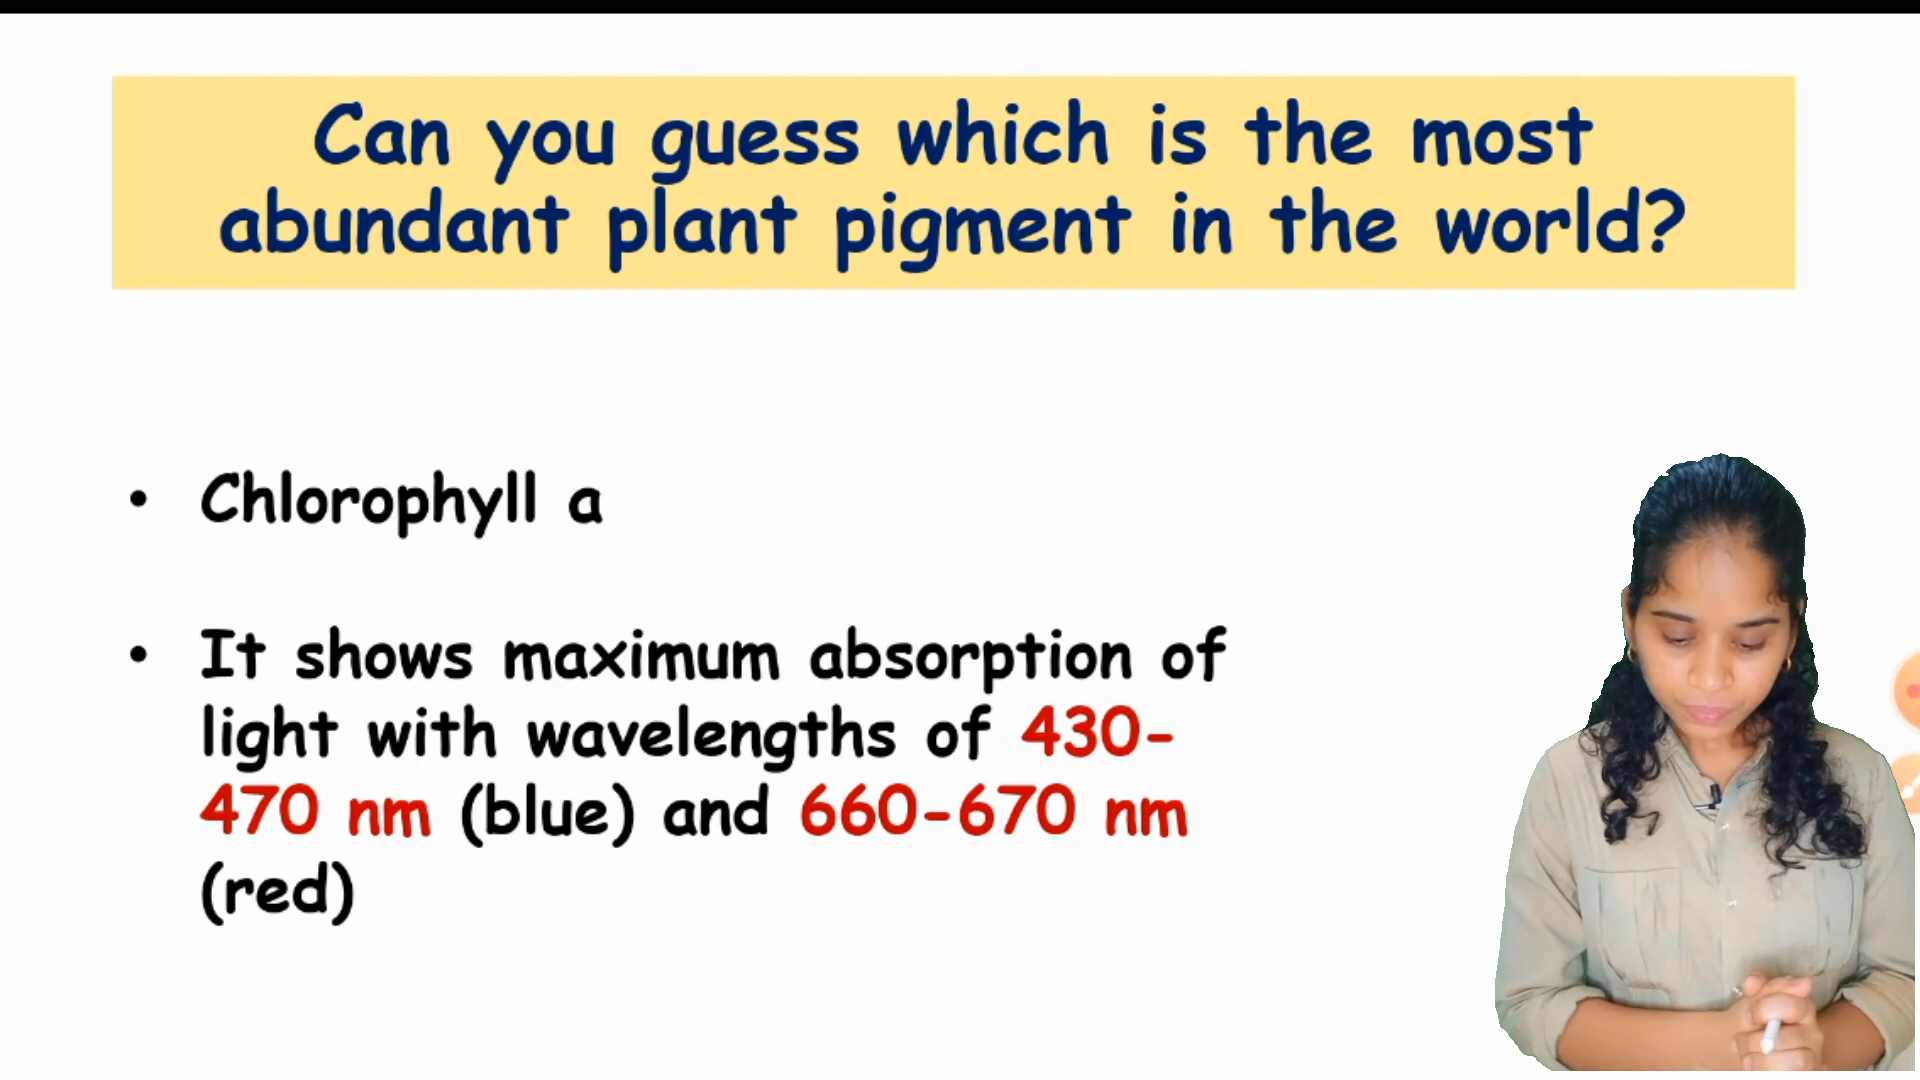 Can you guess which is the most
abundant plant pigment in the world?
• Chlorophyll a
• It shows maximum absorption of
light with wavelengths of 430-
470 nm (blue) and 660-670 nm
(red)